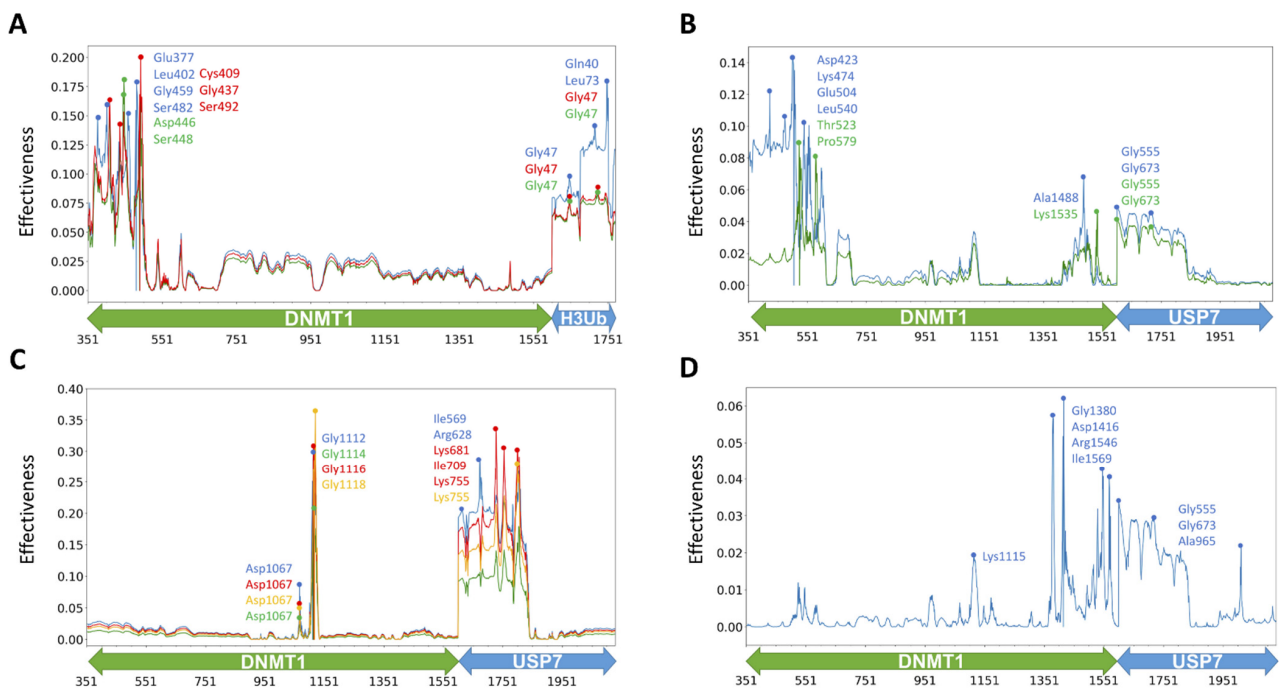 A
Effectiveness
0.200
0.175
0.150
0.125
0.100
0.075
0.050
0.025
0.000
Glu377
Leu402
Gly459
Ser482
Asp446
Ser448
Cys409
Gly437
Ser492
Gln40
Leu73
Gly47
Gly47
Gly47
Gly47
Gly47
DNMT1
H3Ub
351 551 751 951 1151 1351 1551 1751
B
Effectiveness
0.14
0.12
0.10
0.08
0.06
0.04
0.02
0.00
Asp423
Lys474
Glu504
Leu540
Thr523
Pro579
Ala1488
Lys1535
Gly555
Gly673
Gly555
Gly673
DNMT1
USP7
351 551 751 951 1151 1351 1551 1751 1951
C
Effectiveness
0.40
0.35
0.30
0.25
0.20
0.15
0.10
0.05
0.00
Asp1067
Asp1067
Asp1067
Asp1067
Gly1112
Gly1114
Gly1116
Gly1118
Ile569
Arg628
Lys681
Ile709
Lys755
Lys755
DNMT1
USP7
351 551 751 951 1151 1351 1551 1751 1951
D
Effectiveness
0.06
0.05
0.04
0.03
0.02
0.01
0.00
Lys1115
Gly1380
Asp1416
Arg1546
Ile1569
Gly555
Gly673
Ala965
DNMT1
USP7
351 551 751 951 1151 1351 1551 1751 1951